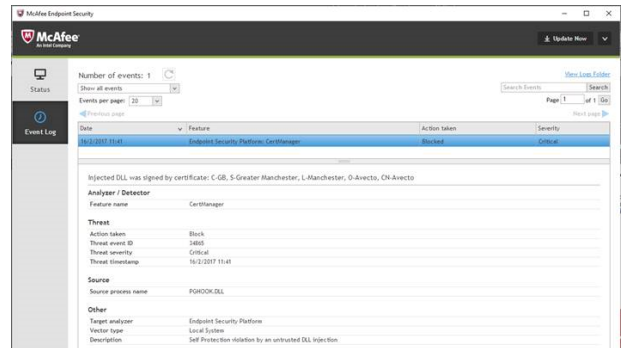 McAfee Endpoint Security
McAfee
An Intel Company
Update Now
Status
Event Log
Number of events: 1
View Logs Folder
Show all events
Search Events
Search
Events per page: 20
Page 1 of 1 Go
Previous page
Next page
Date Feature Action taken Severity
16/2/2017 11:41 Endpoint Security Platform: CertManager Blocked Critical
Injected DLL was signed by certificate: C=GB, S=Greater Manchester, L=Manchester, O=Avecto, CN=Avecto
Analyzer / Detector
Feature name CertManager
Threat
Action taken Block
Threat event ID 34865
Threat severity Critical
Threat timestamp 16/2/2017 11:41
Source
Source process name PGHOOK.DLL
Other
Target analyzer Endpoint Security Platform
Vector type Local System
Description Self Protection violation by an untrusted DLL injection